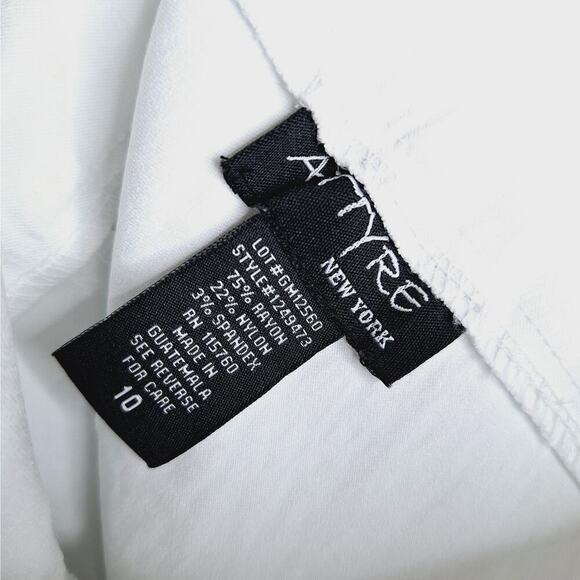 ATTYRE
NEW YORK
LOT#GM12560
STYLE#1249473
75% RAYON
22% NYLON
3% SPANDEX
RN 115760
MADE IN
GUATEMALA
SEE REVERSE
FOR CARE
10